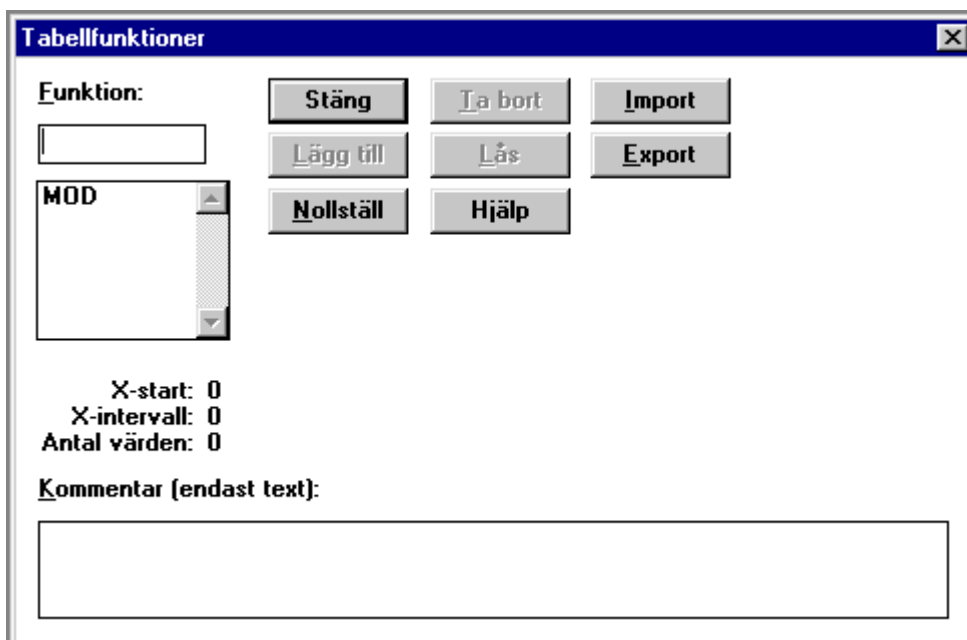 Tabellfunktioner
Funktion:
Stäng
Ta bort
Import
Lägg till
Lås
Export
MOD
Nollställ
Hjälp
X-start: 0
X-intervall: 0
Antal värden: 0
Kommentar (endast text):